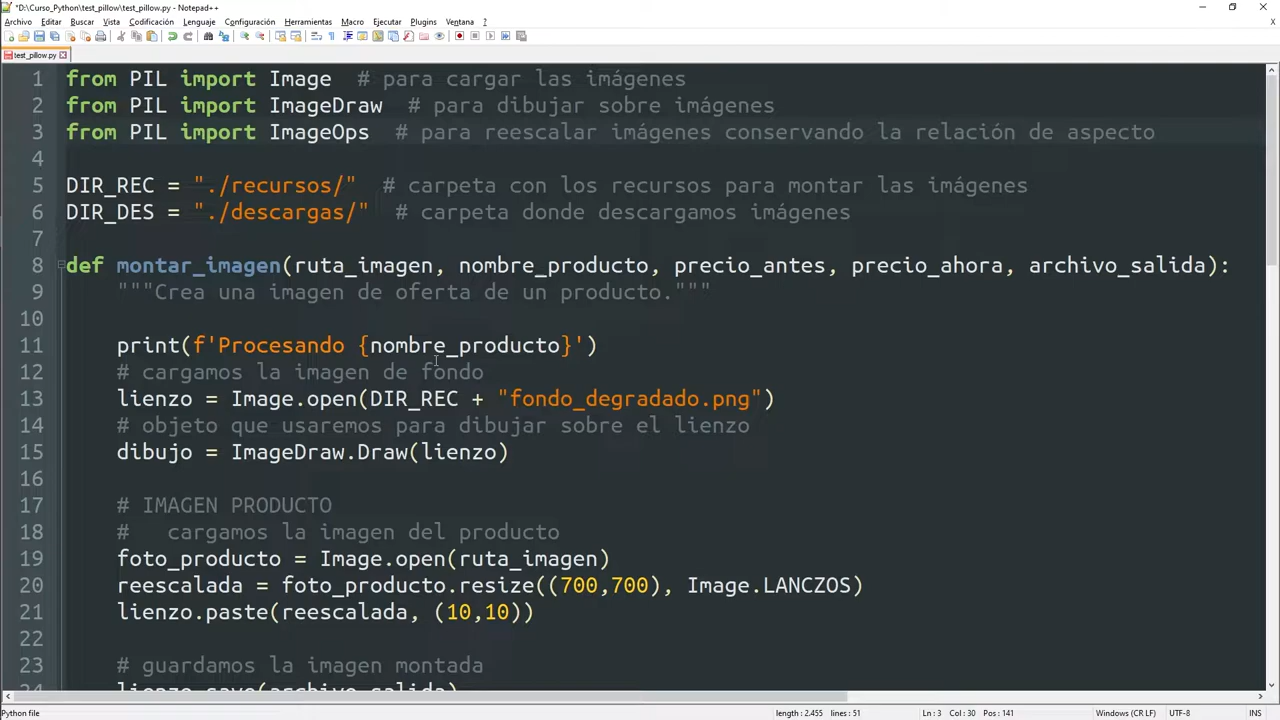 *D:\Curso_Python\test_pillow\test_pillow.py - Notepad++
Archivo Editar Buscar Vista Codificación Lenguaje Configuración Herramientas Macro Ejecutar Plugins Ventana ?
test_pillow.py
1 from PIL import Image  # para cargar las imágenes
2 from PIL import ImageDraw  # para dibujar sobre imágenes
3 from PIL import ImageOps  # para reescalar imágenes conservando la relación de aspecto
4
5 DIR_REC = "./recursos/"  # carpeta con los recursos para montar las imágenes
6 DIR_DES = "./descargas/"  # carpeta donde descargamos imágenes
7
8 def montar_imagen(ruta_imagen, nombre_producto, precio_antes, precio_ahora, archivo_salida):
9     """Crea una imagen de oferta de un producto."""
10
11     print(f'Procesando {nombre_producto}')
12     # cargamos la imagen de fondo
13     lienzo = Image.open(DIR_REC + "fondo_degradado.png")
14     # objeto que usaremos para dibujar sobre el lienzo
15     dibujo = ImageDraw.Draw(lienzo)
16
17     # IMAGEN PRODUCTO
18     #   cargamos la imagen del producto
19     foto_producto = Image.open(ruta_imagen)
20     reescalada = foto_producto.resize((700,700), Image.LANCZOS)
21     lienzo.paste(reescalada, (10,10))
22
23     # guardamos la imagen montada
24     lienzo.save(archivo_salida)
Python file length : 2.455 lines : 51 Ln : 3 Col : 30 Pos : 141 Windows (CR LF) UTF-8 INS